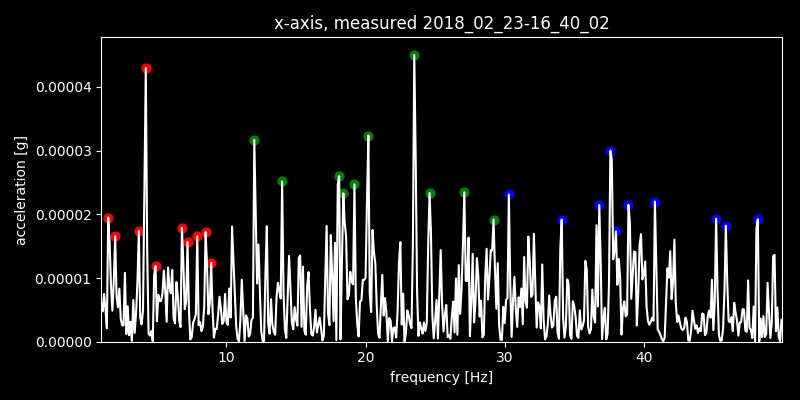 x-axis, measured 2018_02_23-16_40_02
acceleration [g]
0.00004
0.00003
0.00002
0.00001
0.00000
10 20 30 40
frequency [Hz]